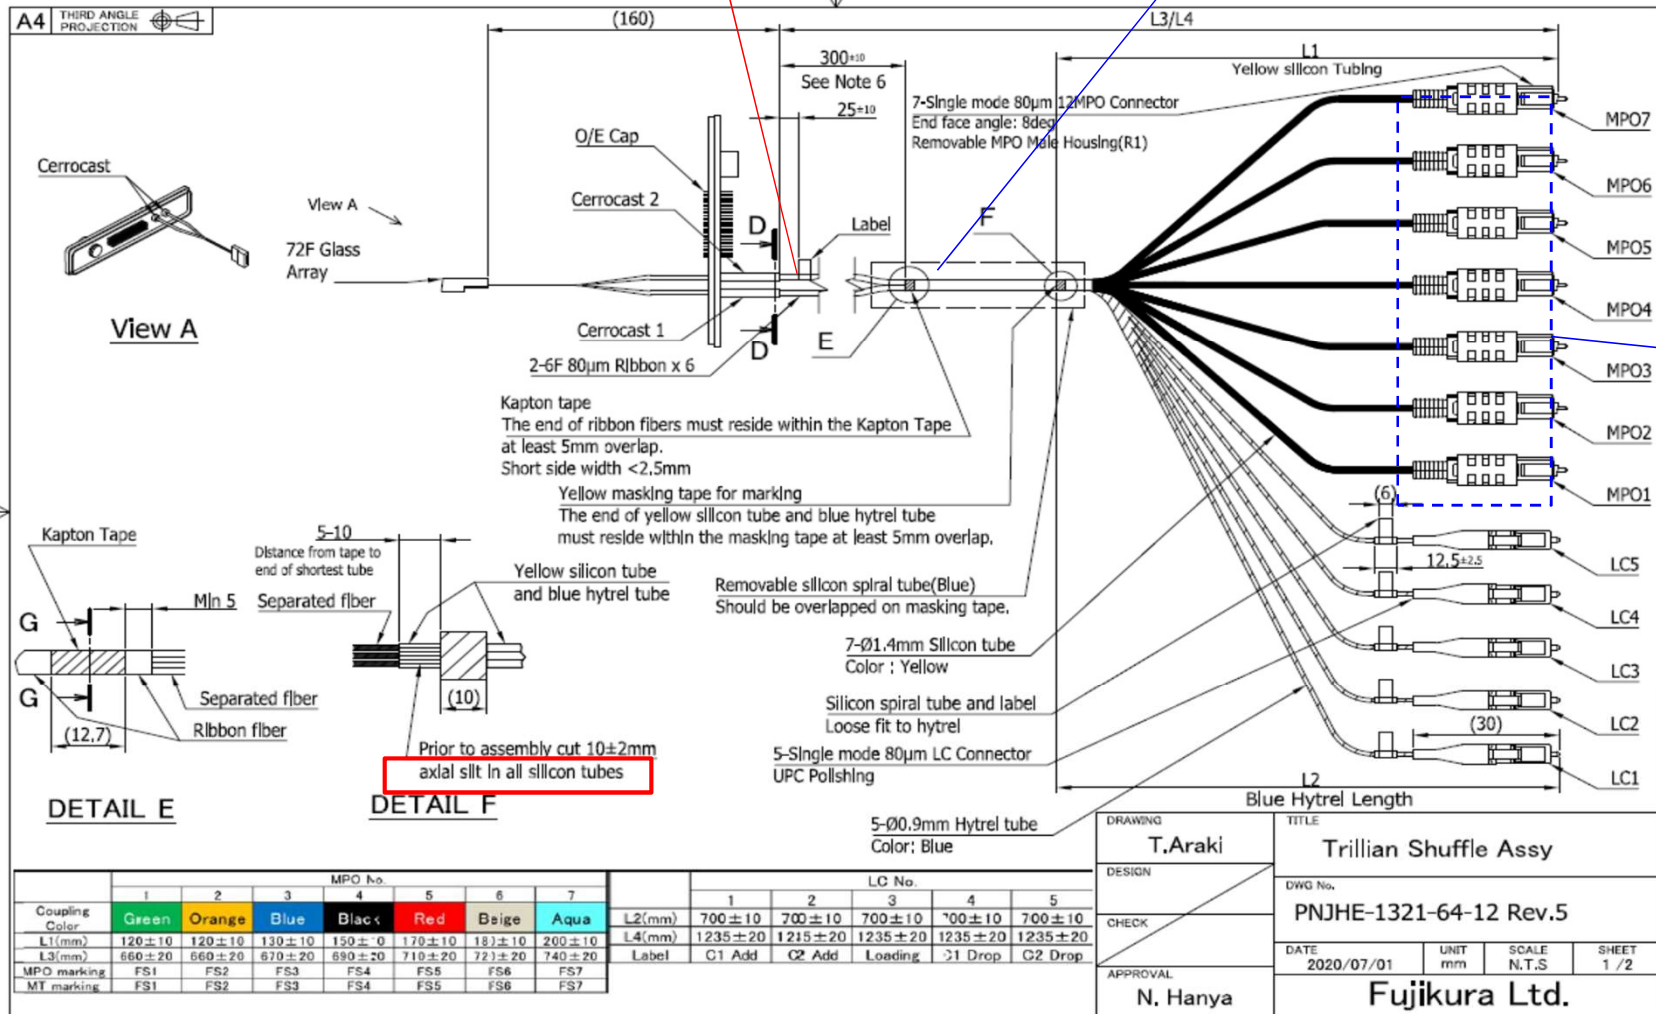 A4 THIRD ANGLE
PROJECTION
(160)
L3/L4
300±10
See Note 6
25±10
L1
Yellow silicon Tubing
7-Single mode 80μm 12MPO Connector
End face angle: 8deg
Removable MPO Male Housing(R1)
MPO7
MPO6
MPO5
MPO4
MPO3
MPO2
MPO1
O/E Cap
Cerrocast
Cerrocast 2
View A
D
Label
F
72F Glass
Array
View A
Cerrocast 1
D
E
2-6F 80μm Ribbon x 6
Kapton tape
The end of ribbon fibers must reside within the Kapton Tape
at least 5mm overlap.
Short side width <2.5mm
Yellow masking tape for marking
The end of yellow silicon tube and blue hytrel tube
must reside within the masking tape at least 5mm overlap.
(6)
12.5±2.5
LC5
LC4
LC3
LC2
LC1
Kapton Tape
5-10
Distance from tape to
end of shortest tube
Yellow silicon tube
and blue hytrel tube
Min 5
Separated fiber
G
G
Separated fiber
Ribbon fiber
(12.7)
(10)
Removable silicon spiral tube(Blue)
Should be overlapped on masking tape.
7-Ø1.4mm Silicon tube
Color : Yellow
Silicon spiral tube and label
Loose fit to hytrel
(30)
Prior to assembly cut 10±2mm
axial slit in all silicon tubes
5-Single mode 80μm LC Connector
UPC Polishing
L2
Blue Hytrel Length
DETAIL E
DETAIL F
5-Ø0.9mm Hytrel tube
Color: Blue
MPO No.
1 2 3 4 5 6 7
Coupling Color Green Orange Blue Black Red Beige Aqua
L1(mm) 120±10 120±10 130±10 150±10 170±10 180±10 200±10
L3(mm) 660±20 660±20 670±20 690±20 710±20 720±20 740±20
MPO marking FS1 FS2 FS3 FS4 FS5 FS6 FS7
MT marking FS1 FS2 FS3 FS4 FS5 FS6 FS7
LC No.
1 2 3 4 5
L2(mm) 700±10 700±10 700±10 700±10 700±10
L4(mm) 1235±20 1215±20 1235±20 1235±20 1235±20
Label C1 Add C2 Add Loading C1 Drop C2 Drop
DRAWING
T.Araki
DESIGN
CHECK
APPROVAL
N. Hanya
TITLE
Trillian Shuffle Assy
DWG No.
PNJHE-1321-64-12 Rev.5
DATE UNIT SCALE SHEET
2020/07/01 mm N.T.S 1 /2
Fujikura Ltd.